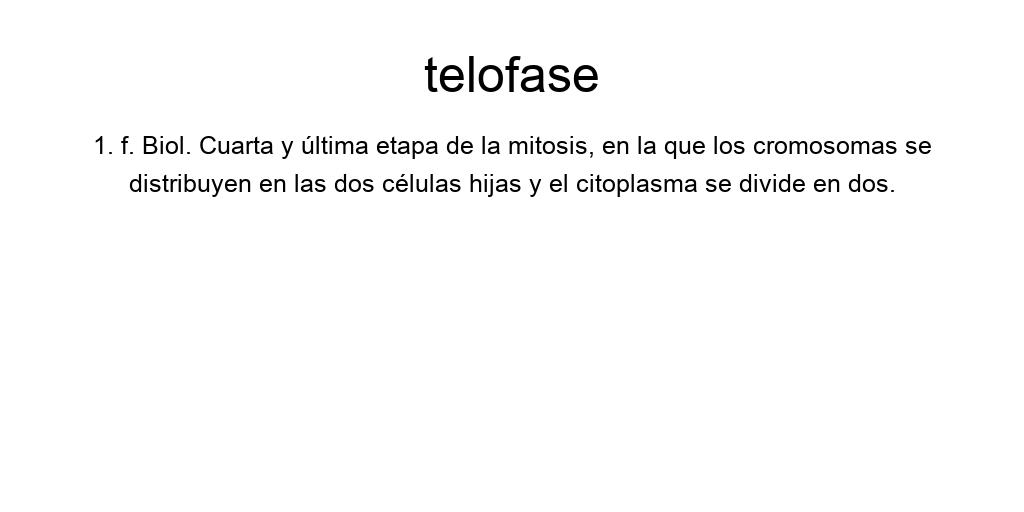 telofase
1. f. Biol. Cuarta y última etapa de la mitosis, en la que los cromosomas se
distribuyen en las dos células hijas y el citoplasma se divide en dos.